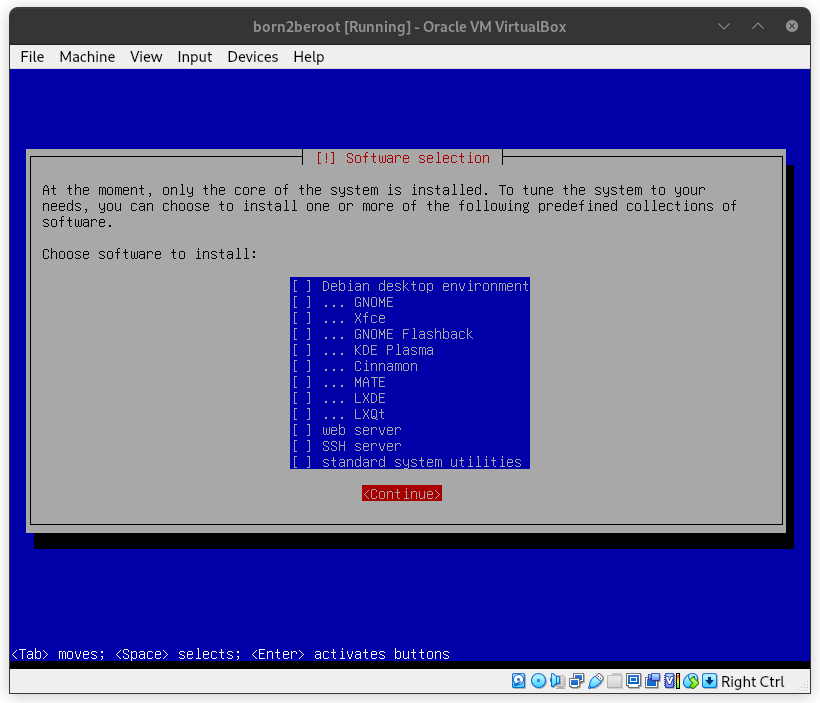 born2beroot [Running] - Oracle VM VirtualBox
File Machine View Input Devices Help
[!] Software selection
At the moment, only the core of the system is installed. To tune the system to your
needs, you can choose to install one or more of the following predefined collections of
software.
Choose software to install:
[ ] Debian desktop environment
[ ] ... GNOME
[ ] ... Xfce
[ ] ... GNOME Flashback
[ ] ... KDE Plasma
[ ] ... Cinnamon
[ ] ... MATE
[ ] ... LXDE
[ ] ... LXQt
[ ] web server
[ ] SSH server
[ ] standard system utilities
<Continue>
<Tab> moves; <Space> selects; <Enter> activates buttons
Right Ctrl